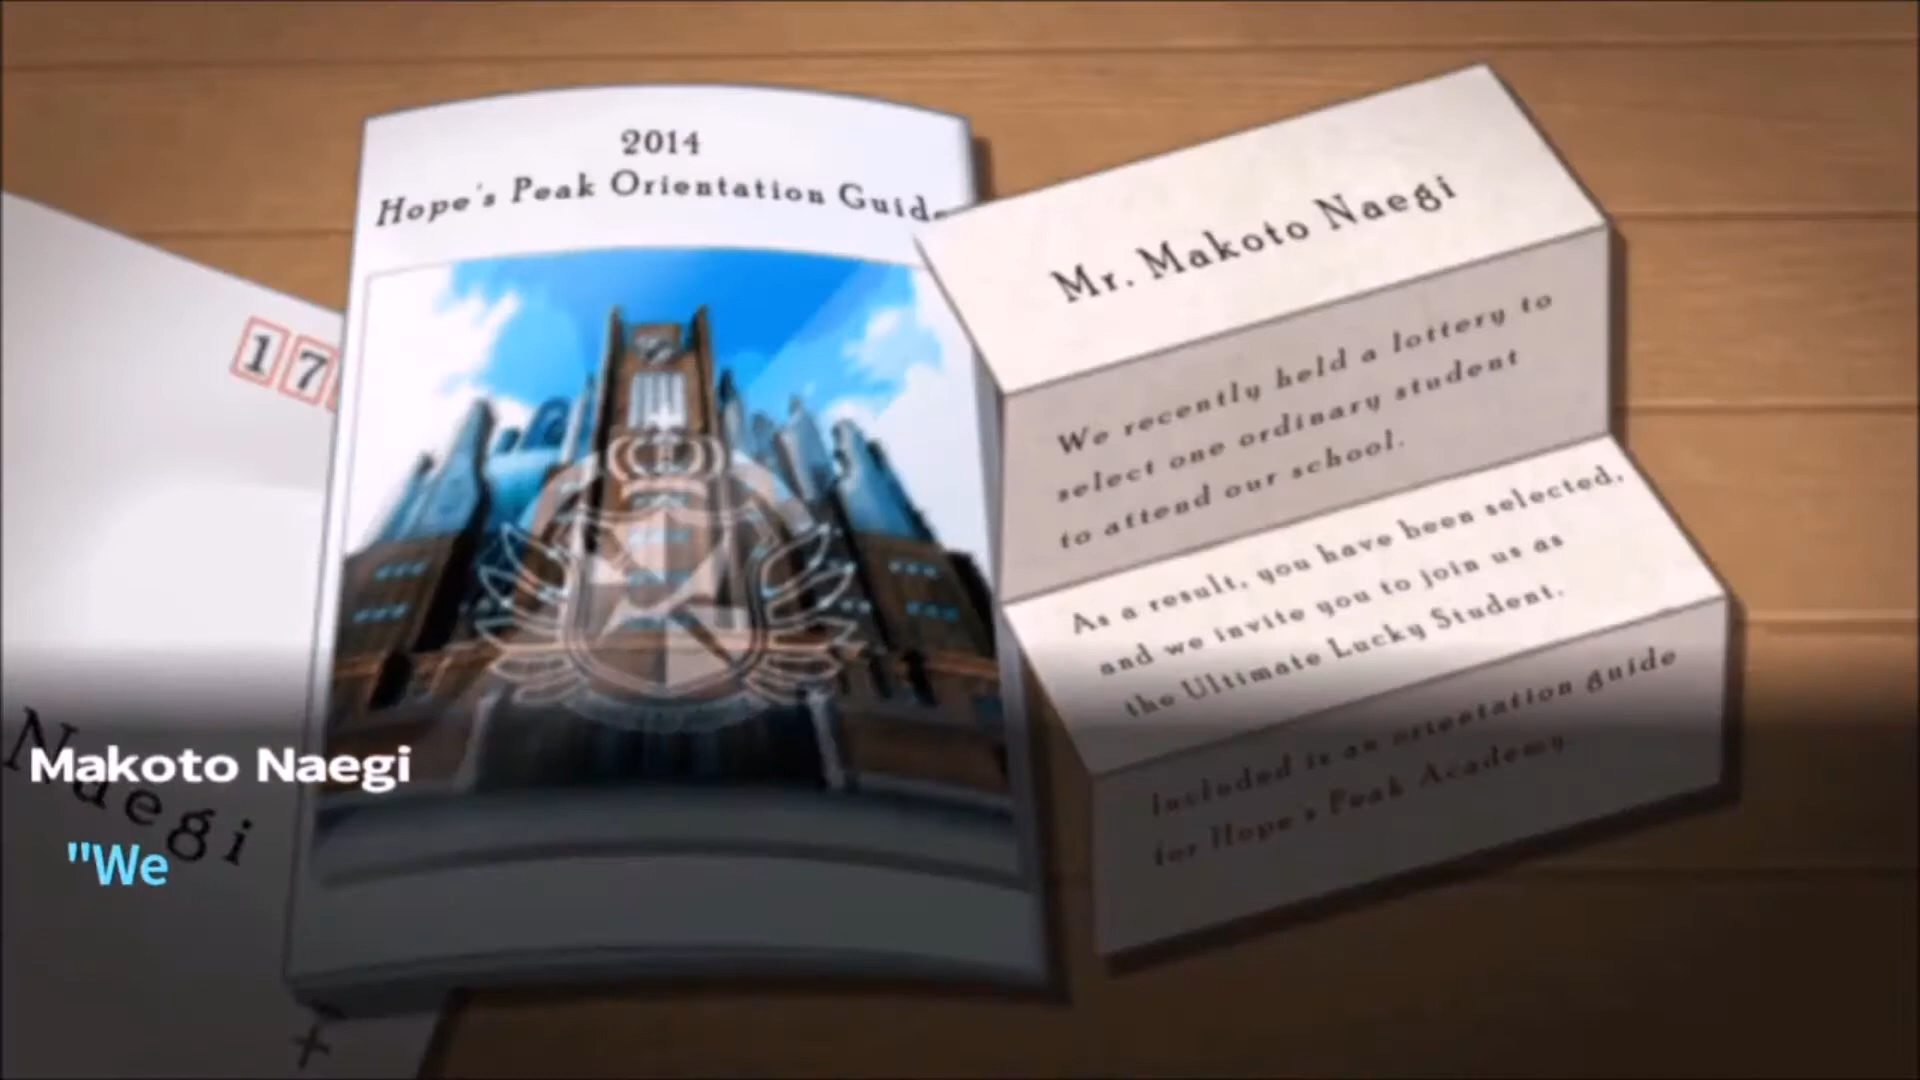 2014
Hope's Peak Orientation Guide
17
Mr. Makoto Naegi
We recently held a lottery to
select one ordinary student
to attend our school.
As a result, you have been selected,
and we invite you to join us as
the Ultimate Lucky Student.
Included is an orientation guide
for Hope's Peak Academy.
Naegi
Makoto Naegi
"We